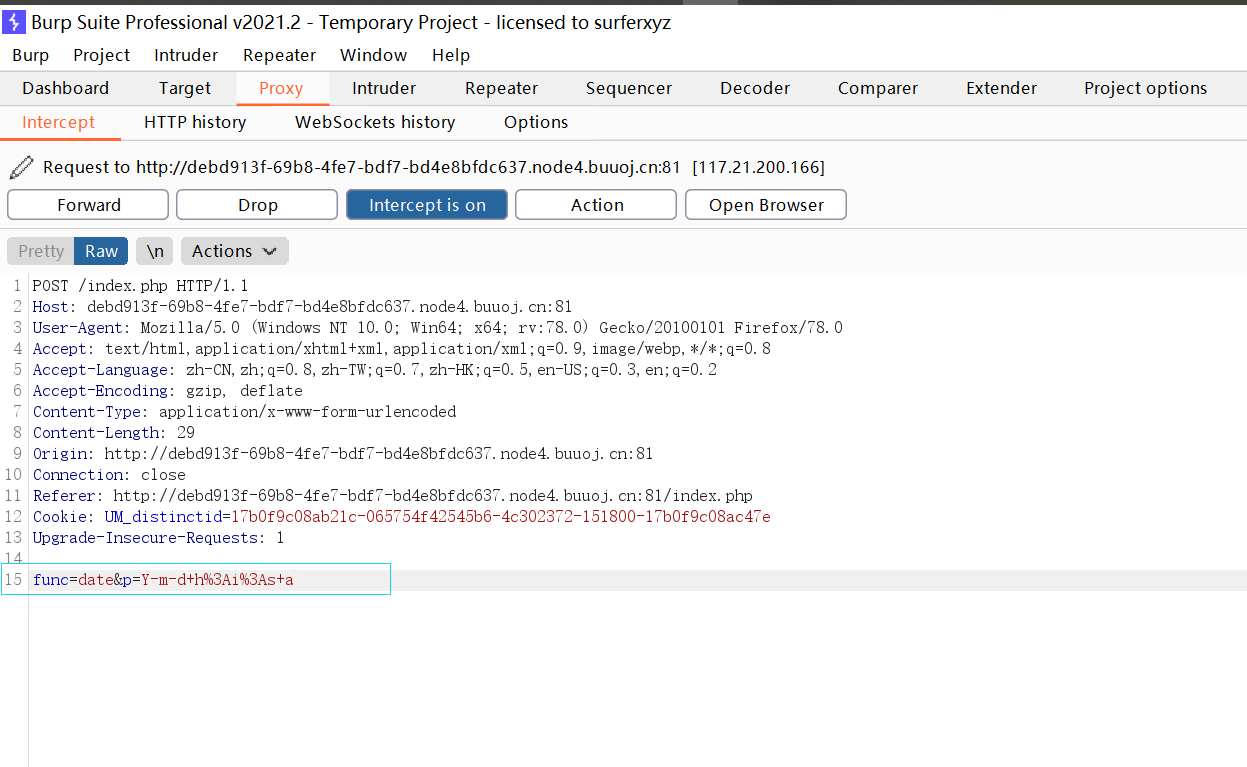 Burp Suite Professional v2021.2 - Temporary Project - licensed to surferxyz
Burp Project Intruder Repeater Window Help
Dashboard Target Proxy Intruder Repeater Sequencer Decoder Comparer Extender Project options
Intercept HTTP history WebSockets history Options
Request to http://debd913f-69b8-4fe7-bdf7-bd4e8bfdc637.node4.buuoj.cn:81 [117.21.200.166]
Forward Drop Intercept is on Action Open Browser
Pretty Raw \n Actions
1 POST /index.php HTTP/1.1
2 Host: debd913f-69b8-4fe7-bdf7-bd4e8bfdc637.node4.buuoj.cn:81
3 User-Agent: Mozilla/5.0 (Windows NT 10.0; Win64; x64; rv:78.0) Gecko/20100101 Firefox/78.0
4 Accept: text/html,application/xhtml+xml,application/xml;q=0.9,image/webp,*/*;q=0.8
5 Accept-Language: zh-CN,zh;q=0.8,zh-TW;q=0.7,zh-HK;q=0.5,en-US;q=0.3,en;q=0.2
6 Accept-Encoding: gzip, deflate
7 Content-Type: application/x-www-form-urlencoded
8 Content-Length: 29
9 Origin: http://debd913f-69b8-4fe7-bdf7-bd4e8bfdc637.node4.buuoj.cn:81
10 Connection: close
11 Referer: http://debd913f-69b8-4fe7-bdf7-bd4e8bfdc637.node4.buuoj.cn:81/index.php
12 Cookie: UM_distinctid=17b0f9c08ab21c-065754f42545b6-4c302372-151800-17b0f9c08ac47e
13 Upgrade-Insecure-Requests: 1
14
15 func=date&p=Y-m-d+h%3Ai%3As+a